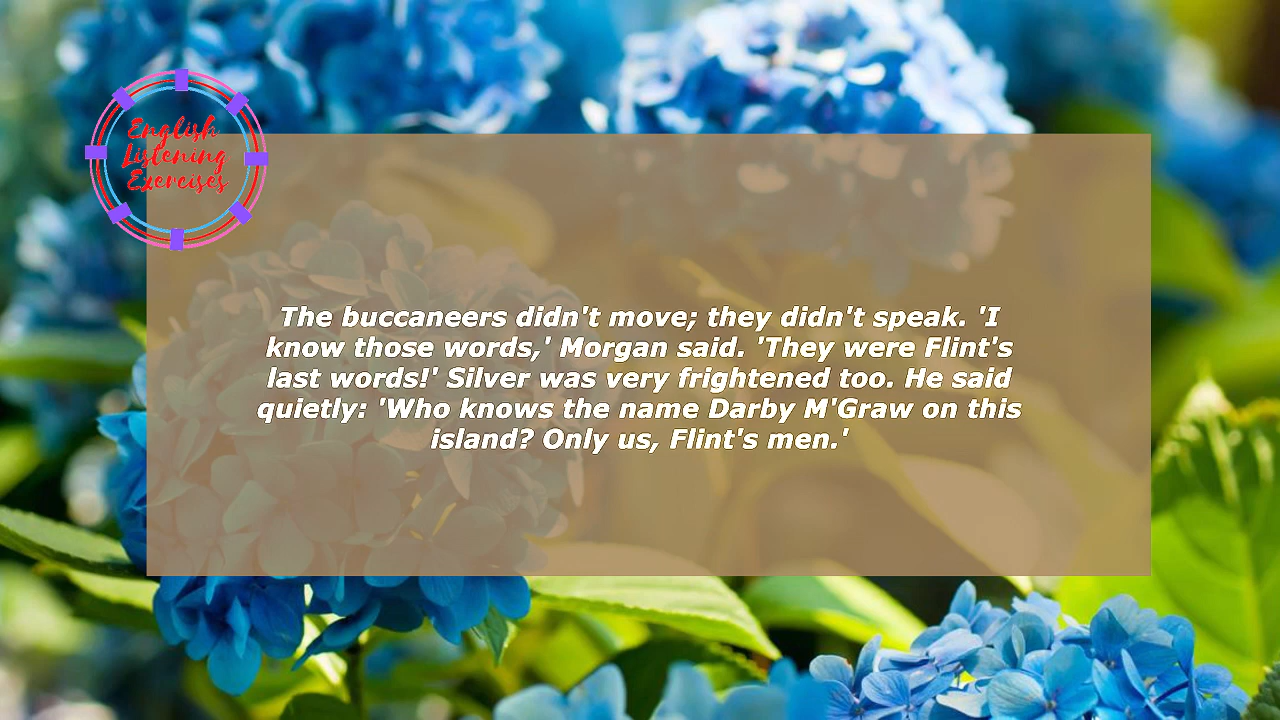 English
Listening
Exercises
The buccaneers didn't move; they didn't speak. 'I
know those words,' Morgan said. 'They were Flint's
last words!' Silver was very frightened too. He said
quietly: 'Who knows the name Darby M'Graw on this
island? Only us, Flint's men.'